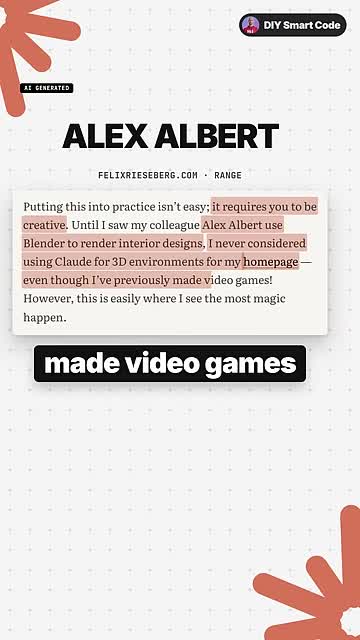 DIY Smart Code
AI GENERATED
ALEX ALBERT
FELIXRIESEBERG.COM · RANGE
Putting this into practice isn’t easy; it requires you to be
creative. Until I saw my colleague Alex Albert use
Blender to render interior designs, I never considered
using Claude for 3D environments for my homepage —
even though I’ve previously made video games!
However, this is easily where I see the most magic
happen.
made video games